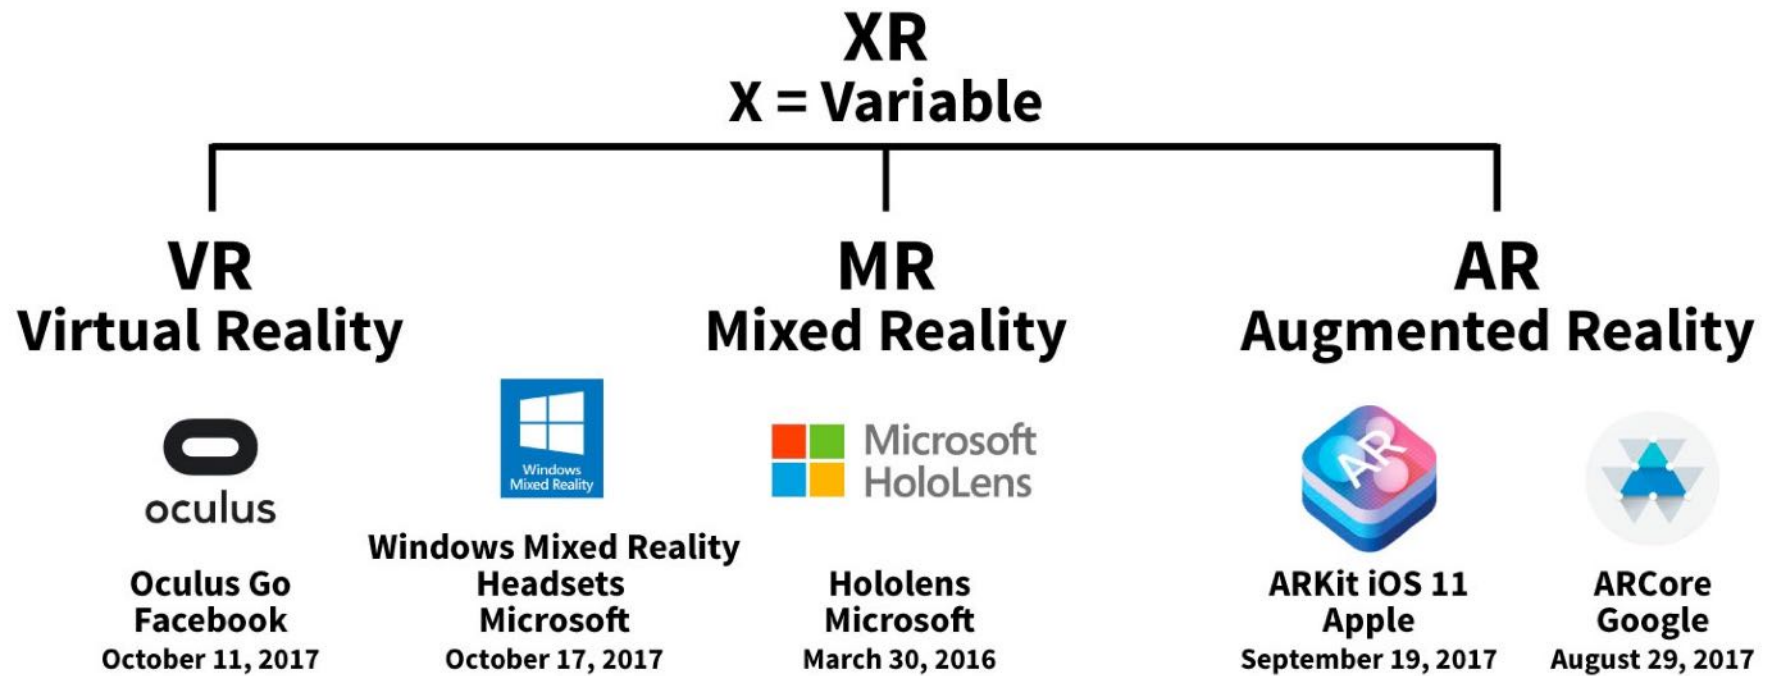 XR
X = Variable
VR
Virtual Reality
MR
Mixed Reality
AR
Augmented Reality
oculus
Oculus Go
Facebook
October 11, 2017
Windows
Mixed Reality
Windows Mixed Reality
Headsets
Microsoft
October 17, 2017
Microsoft
HoloLens
Hololens
Microsoft
March 30, 2016
AR
ARKit iOS 11
Apple
September 19, 2017
ARCore
Google
August 29, 2017